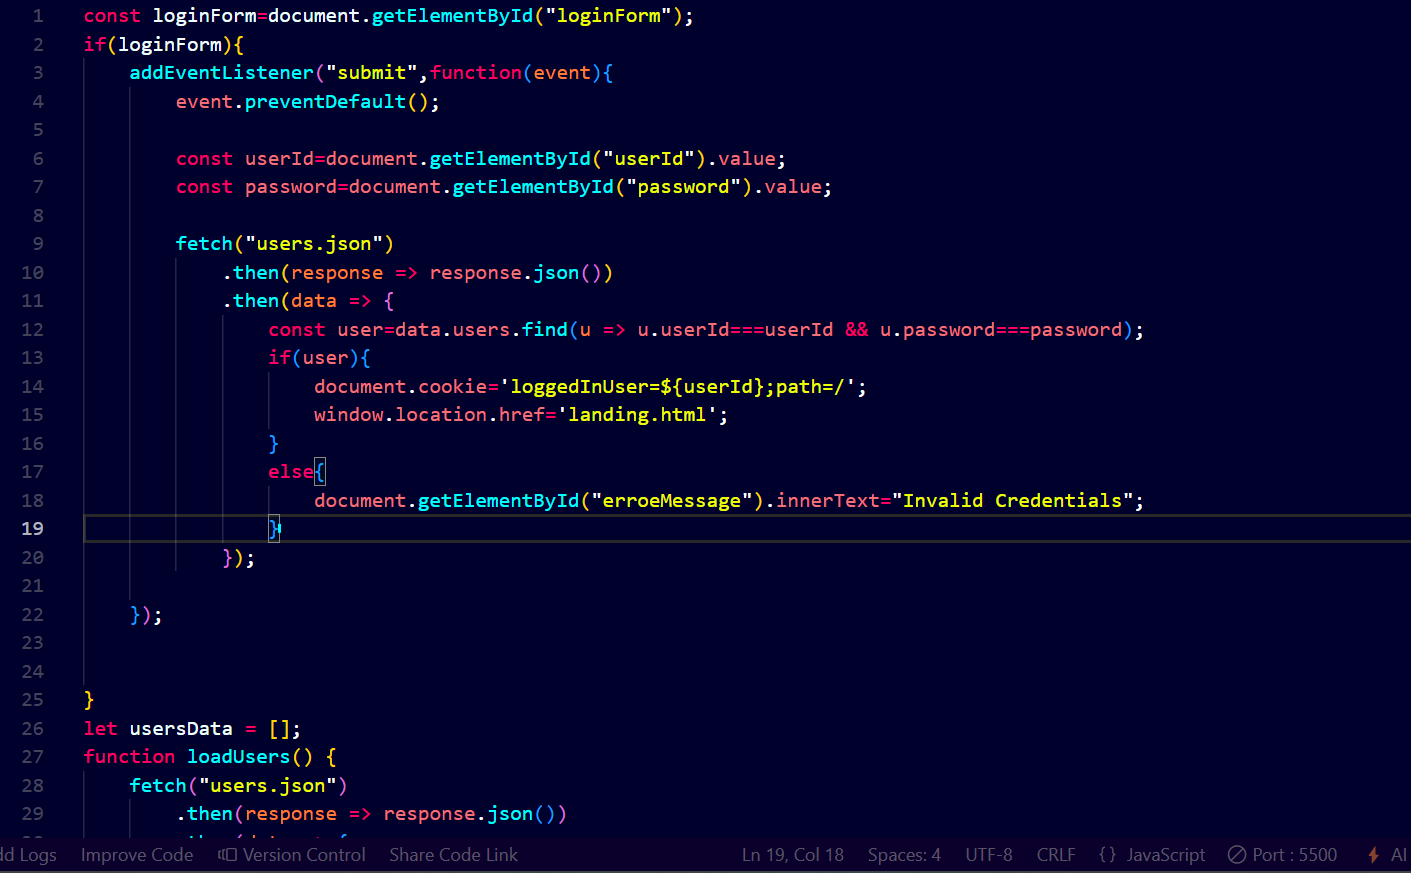 1 const loginForm=document.getElementById("loginForm");
2 if(loginForm){
3 addEventListener("submit",function(event){
4 event.preventDefault();
5
6 const userId=document.getElementById("userId").value;
7 const password=document.getElementById("password").value;
8
9 fetch("users.json")
10 .then(response => response.json())
11 .then(data => {
12 const user=data.users.find(u => u.userId===userId && u.password===password);
13 if(user){
14 document.cookie='loggedInUser=${userId};path=/';
15 window.location.href='landing.html';
16 }
17 else{
18 document.getElementById("erroeMessage").innerText="Invalid Credentials";
19 }
20 });
21
22 });
23
24
25 }
26 let usersData = [];
27 function loadUsers() {
28 fetch("users.json")
29 .then(response => response.json())
dd Logs Improve Code Version Control Share Code Link Ln 19, Col 18 Spaces: 4 UTF-8 CRLF {} JavaScript Port : 5500 AI